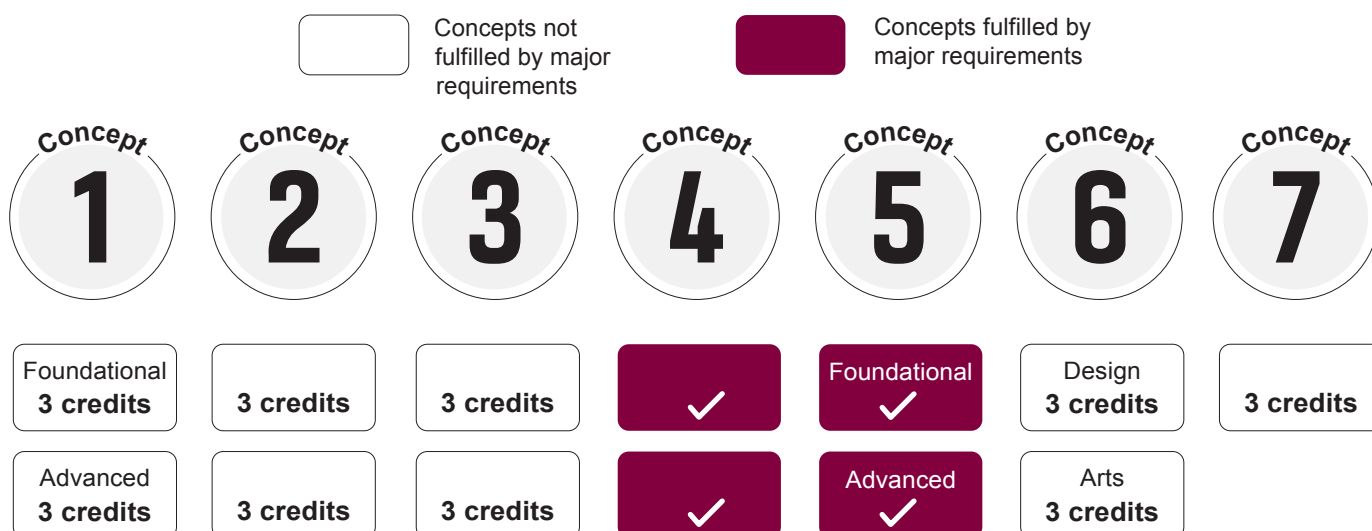 Concepts not
fulfilled by major
requirements
Concepts fulfilled by
major requirements
Concept
1
Concept
2
Concept
3
Concept
4
Concept
5
Concept
6
Concept
7
Foundational
3 credits
3 credits
3 credits
Foundational
Design
3 credits
3 credits
Advanced
3 credits
3 credits
3 credits
Advanced
Arts
3 credits